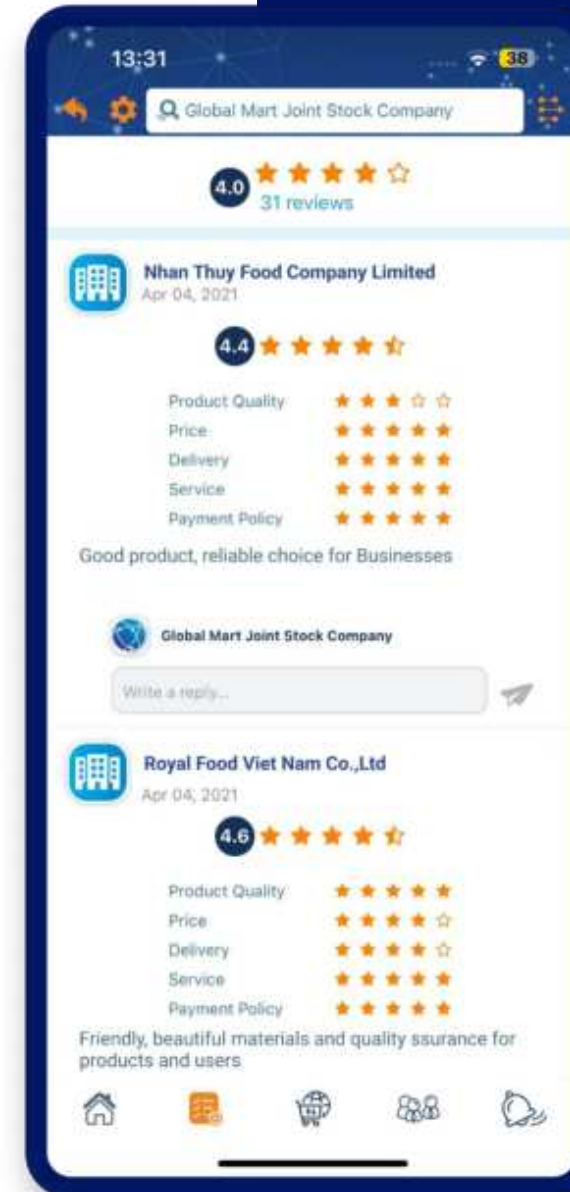 13:31
38
Global Mart Joint Stock Company
4.0
31 reviews
Nhan Thuy Food Company Limited
Apr 04, 2021
4.4
Product Quality
Price
Delivery
Service
Payment Policy
Good product, reliable choice for Businesses
Global Mart Joint Stock Company
Write a reply...
Royal Food Viet Nam Co.,Ltd
Apr 04, 2021
4.6
Product Quality
Price
Delivery
Service
Payment Policy
Friendly, beautiful materials and quality ssurance for
products and users